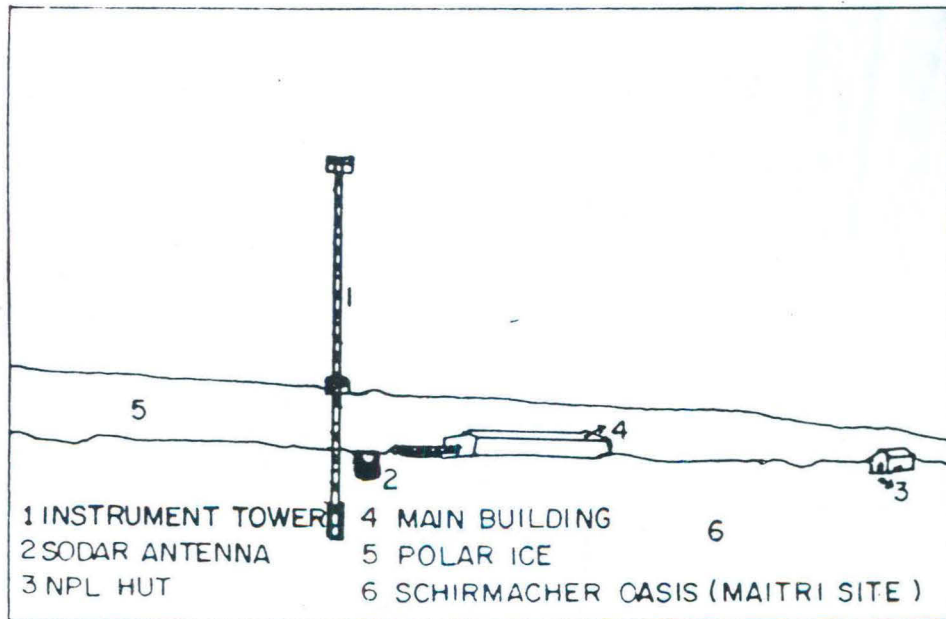 1
5
4
2
3
6
1 INSTRUMENT TOWER
2 SODAR ANTENNA
3 NPL HUT
4 MAIN BUILDING
5 POLAR ICE
6 SCHIRMACHER OASIS (MAITRI SITE)